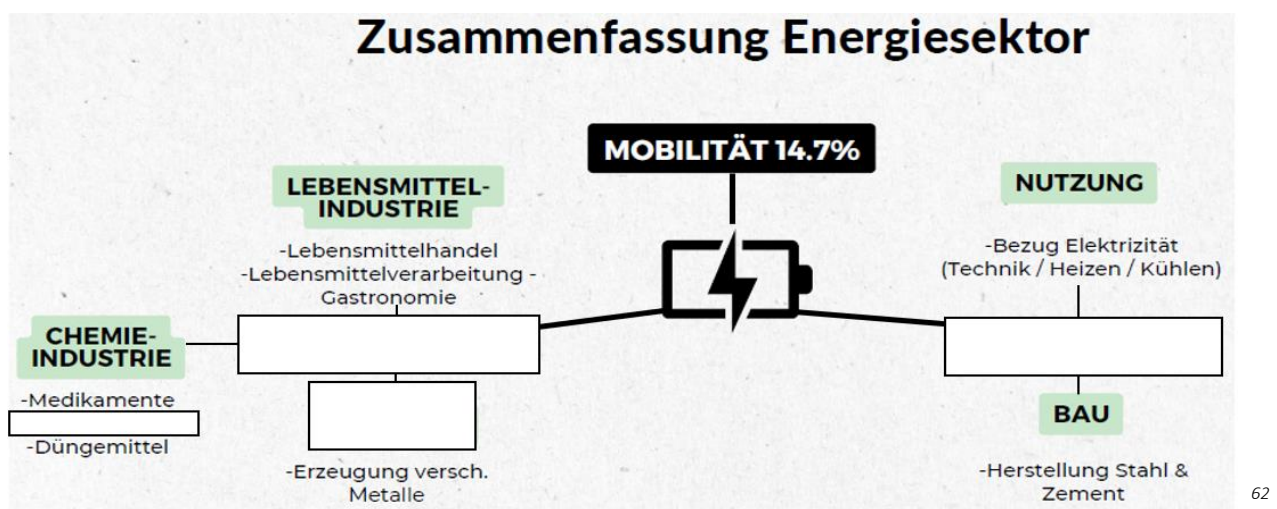 Zusammenfassung Energiesektor
MOBILITÄT 14.7%
LEBENSMITTEL-
INDUSTRIE
-Lebensmittelhandel
-Lebensmittelverarbeitung -
Gastronomie
NUTZUNG
-Bezug Elektrizität
(Technik / Heizen / Kühlen)
CHEMIE-
INDUSTRIE
-Medikamente
-Düngemittel
-Erzeugung versch.
Metalle
BAU
-Herstellung Stahl &
Zement
62